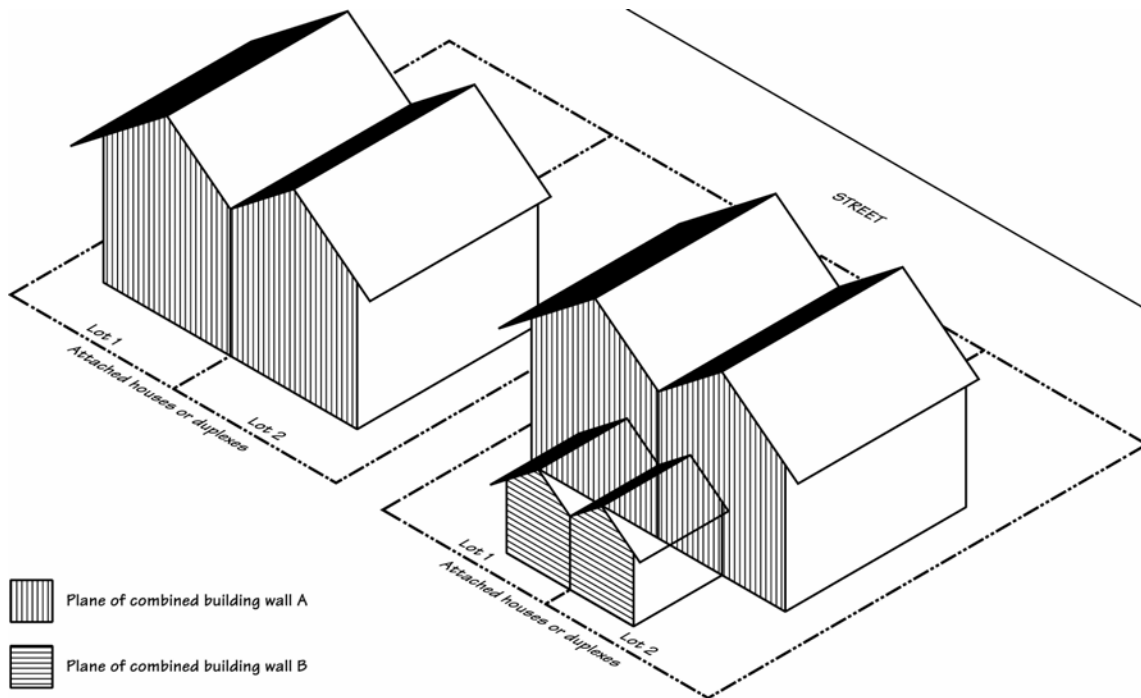 STREET
Lot 1
Attached houses or duplexes
Lot 2
Lot 1
Attached houses or duplexes
Lot 2
Plane of combined building wall A
Plane of combined building wall B